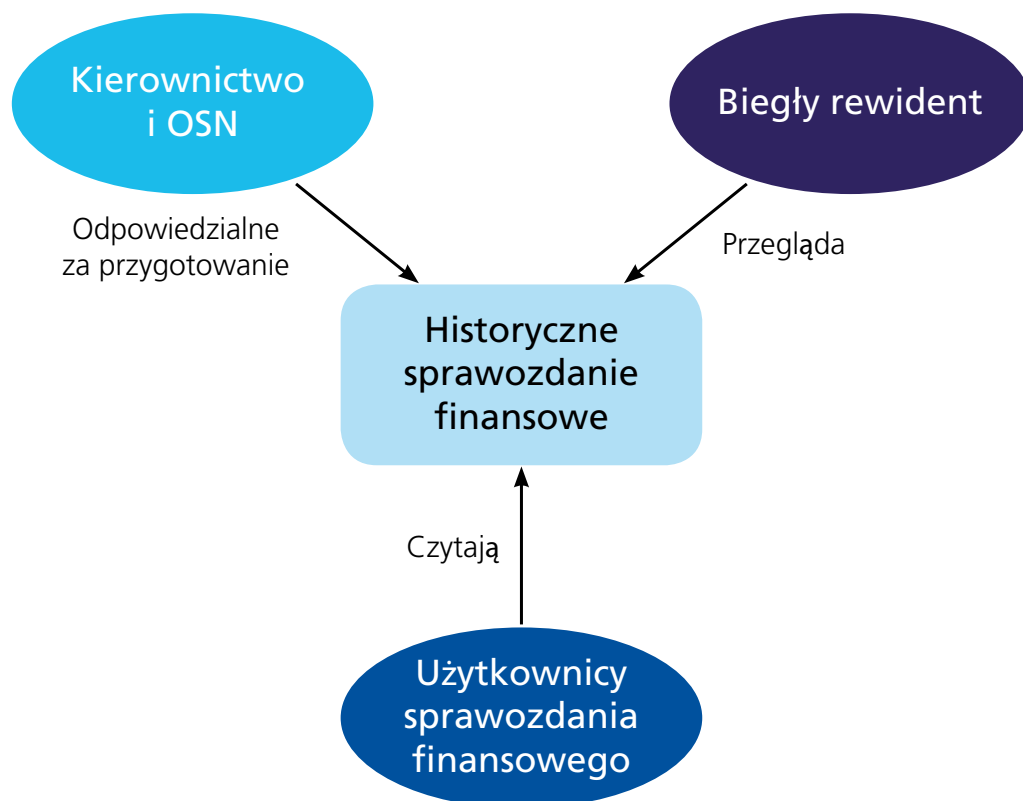 Kierownictwo
i OSN
Biegły rewident
Odpowiedzialne
za przygotowanie
Przegląda
Historyczne
sprawozdanie
finansowe
Czytają
Użytkownicy
sprawozdania
finansowego